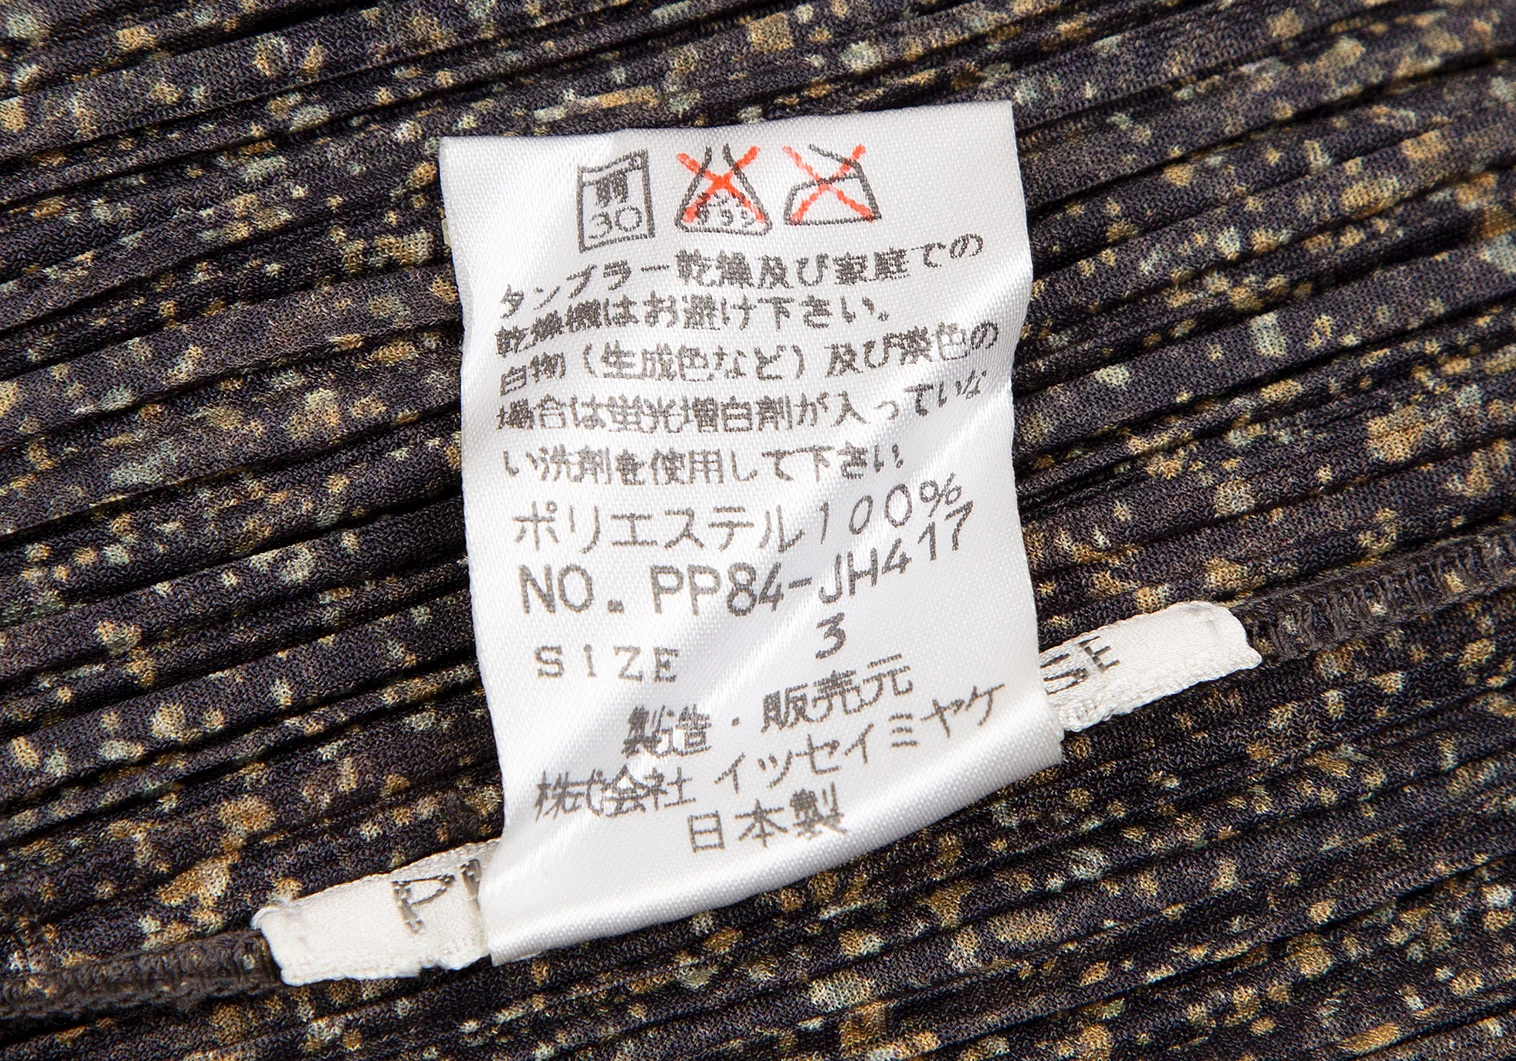 30
タンブラー乾燥及び家庭での
乾燥機はお避け下さい。
白物(生成色など)及び淡色の
場合は蛍光増白剤が入っていな
い洗剤を使用して下さい
ポリエステル100%
NO. PP84-JH417
SIZE 3
製造・販売元
株式会社 イッセイミヤケ
日本製